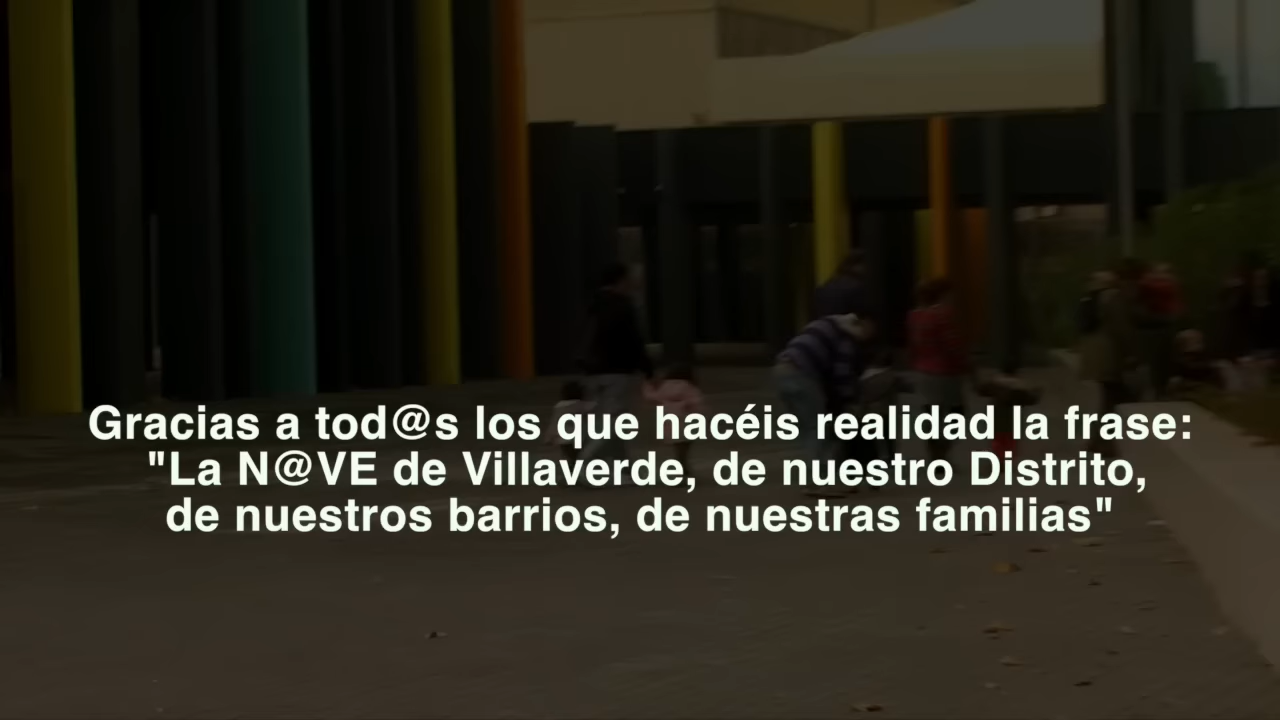 Gracias a tod@s los que hacéis realidad la frase:
"La N@VE de Villaverde, de nuestro Distrito,
de nuestros barrios, de nuestras familias"